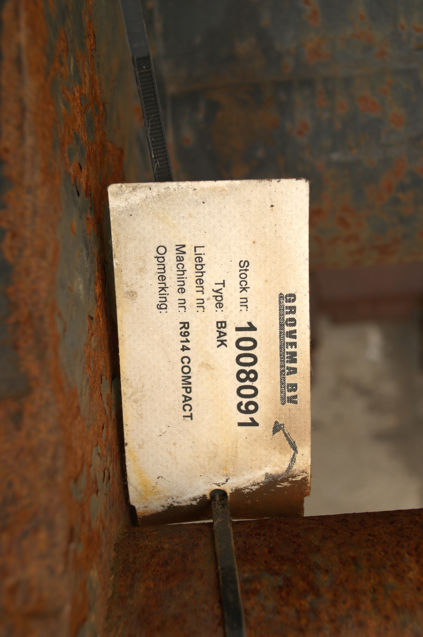 GROVEMA BV
Stock nr: 1008091
Type: BAK
Liebherr nr:
Machine nr: R914 COMPACT
Opmerking: